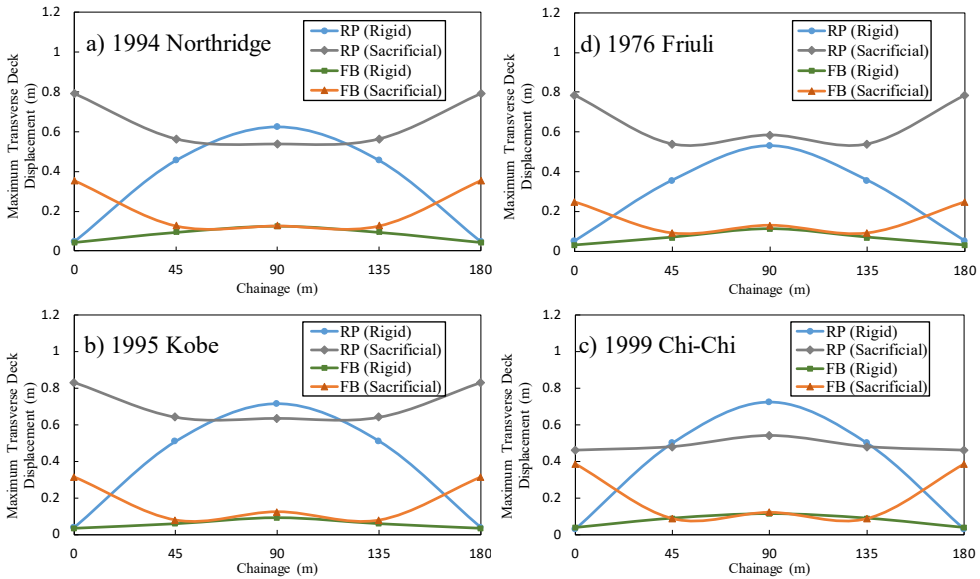 a) 1994 Northridge
RP (Rigid)
RP (Sacrificial)
FB (Rigid)
FB (Sacrificial)
Maximum Transverse Deck
Displacement (m)
1.2
1
0.8
0.6
0.4
0.2
0
0 45 90 135 180
Chainage (m)
d) 1976 Friuli
RP (Rigid)
RP (Sacrificial)
FB (Rigid)
FB (Sacrificial)
Maximum Transverse Deck
Displacement (m)
1.2
1
0.8
0.6
0.4
0.2
0
0 45 90 135 180
Chainage (m)
b) 1995 Kobe
RP (Rigid)
RP (Sacrificial)
FB (Rigid)
FB (Sacrificial)
Maximum Transverse Deck
Displacement (m)
1.2
1
0.8
0.6
0.4
0.2
0
0 45 90 135 180
Chainage (m)
c) 1999 Chi-Chi
RP (Rigid)
RP (Sacrificial)
FB (Rigid)
FB (Sacrificial)
Maximum Transverse Deck
Displacement (m)
1.2
1
0.8
0.6
0.4
0.2
0
0 45 90 135 180
Chainage (m)